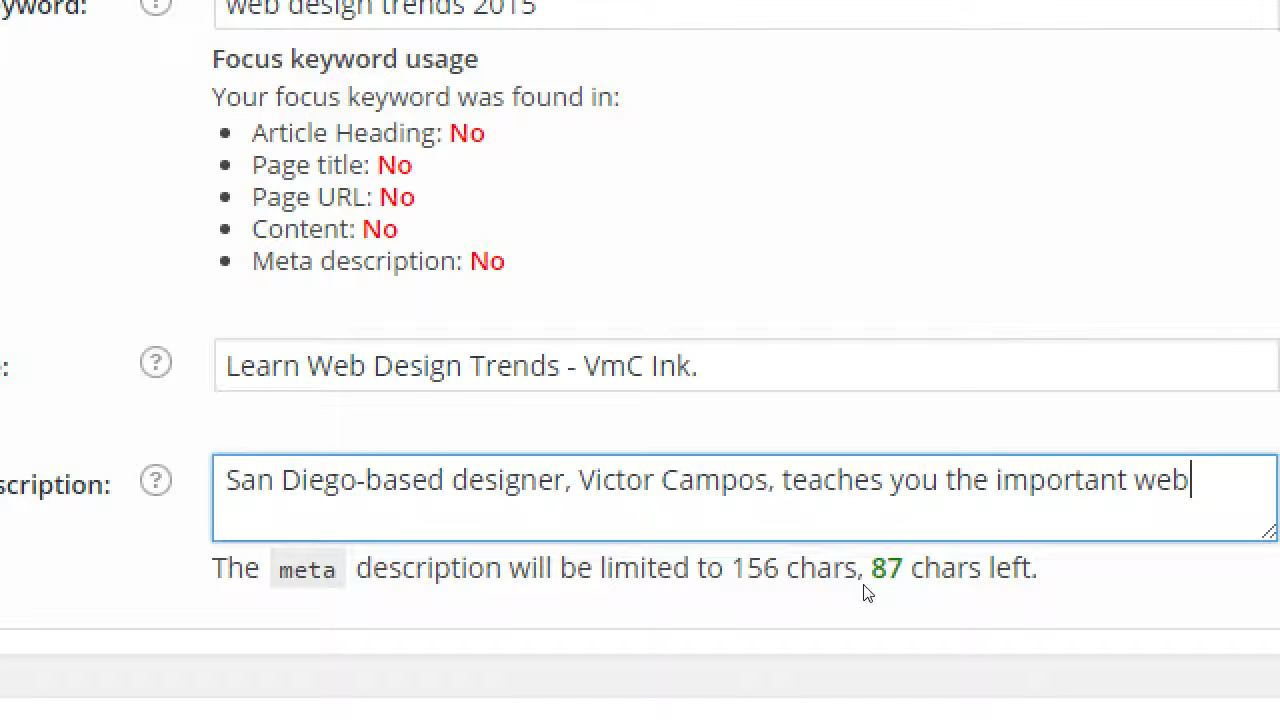 yword: ? web design trends 2015
Focus keyword usage
Your focus keyword was found in:
• Article Heading: No
• Page title: No
• Page URL: No
• Content: No
• Meta description: No
: ? Learn Web Design Trends - VmC Ink.
scription: ? San Diego-based designer, Victor Campos, teaches you the important web
The meta description will be limited to 156 chars, 87 chars left.